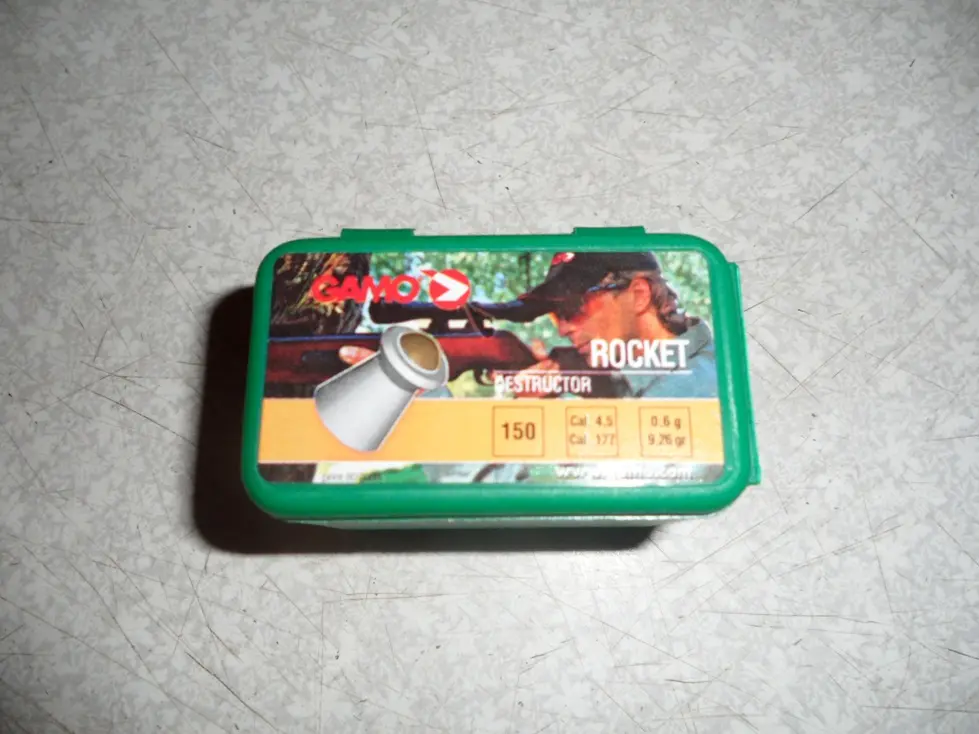 GAMO
ROCKET
DESTRUCTOR
150
Cal 4,5
Cal .177
0.6 g
9.26 gr